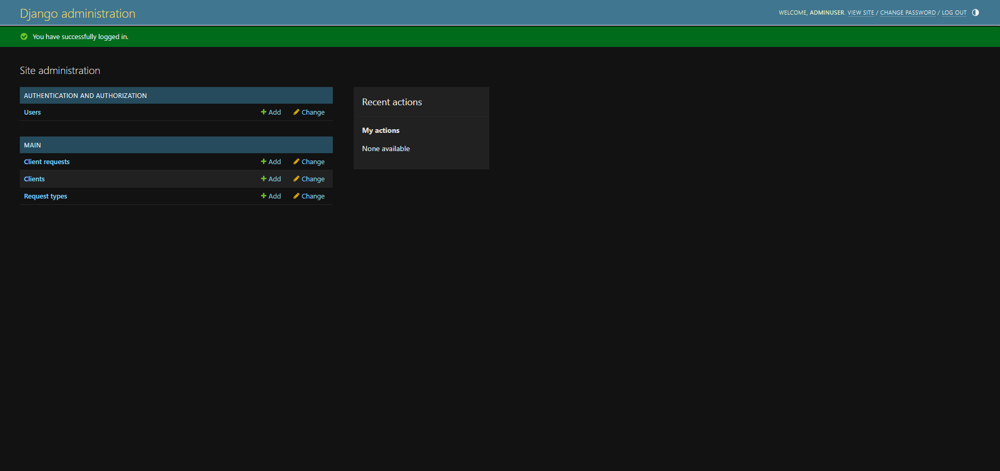 Django administration
WELCOME, ADMINUSER. VIEW SITE / CHANGE PASSWORD / LOG OUT
You have successfully logged in.
Site administration
AUTHENTICATION AND AUTHORIZATION
Users Add Change
MAIN
Client requests Add Change
Clients Add Change
Request types Add Change
Recent actions
My actions
None available